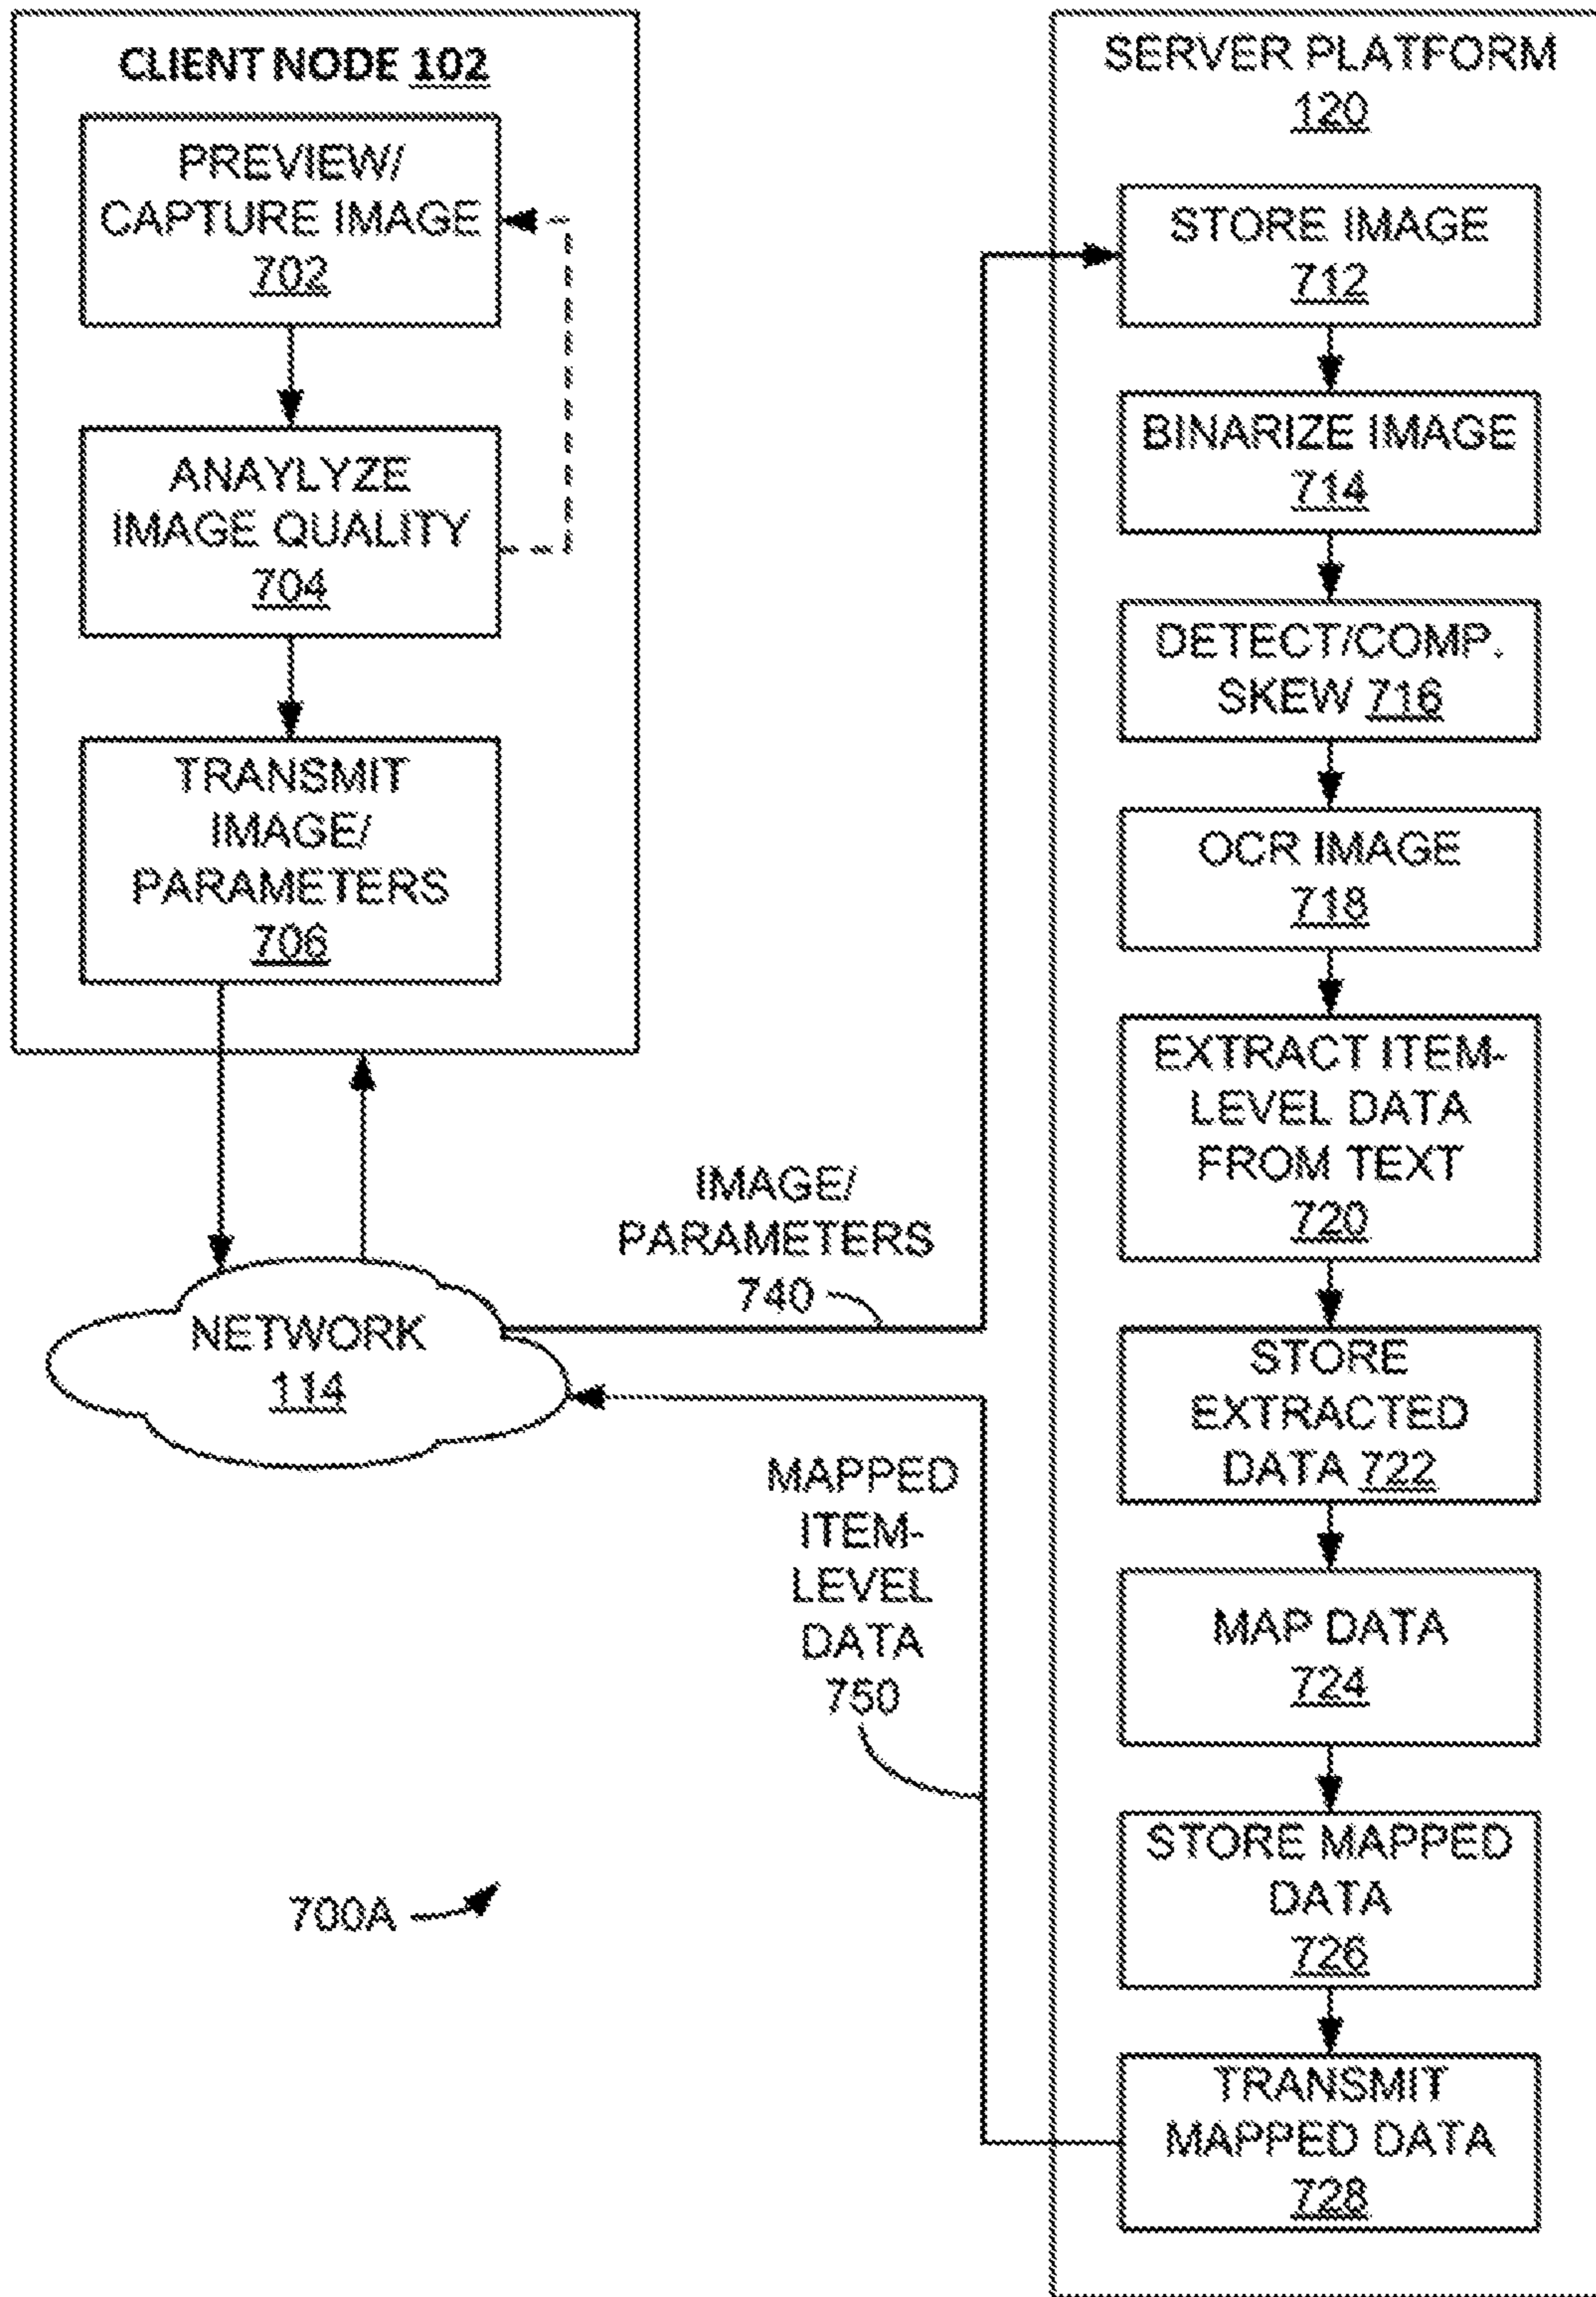 CLIENT NODE 102
PREVIEW/
CAPTURE IMAGE
702
ANAYLYZE
IMAGE QUALITY
704
TRANSMIT
IMAGE/
PARAMETERS
706
NETWORK
114
IMAGE/
PARAMETERS
740
MAPPED
ITEM-
LEVEL
DATA
750
700A
SERVER PLATFORM
120
STORE IMAGE
712
BINARIZE IMAGE
714
DETECT/COMP.
SKEW 716
OCR IMAGE
718
EXTRACT ITEM-
LEVEL DATA
FROM TEXT
720
STORE
EXTRACTED
DATA 722
MAP DATA
724
STORE MAPPED
DATA
726
TRANSMIT
MAPPED DATA
728